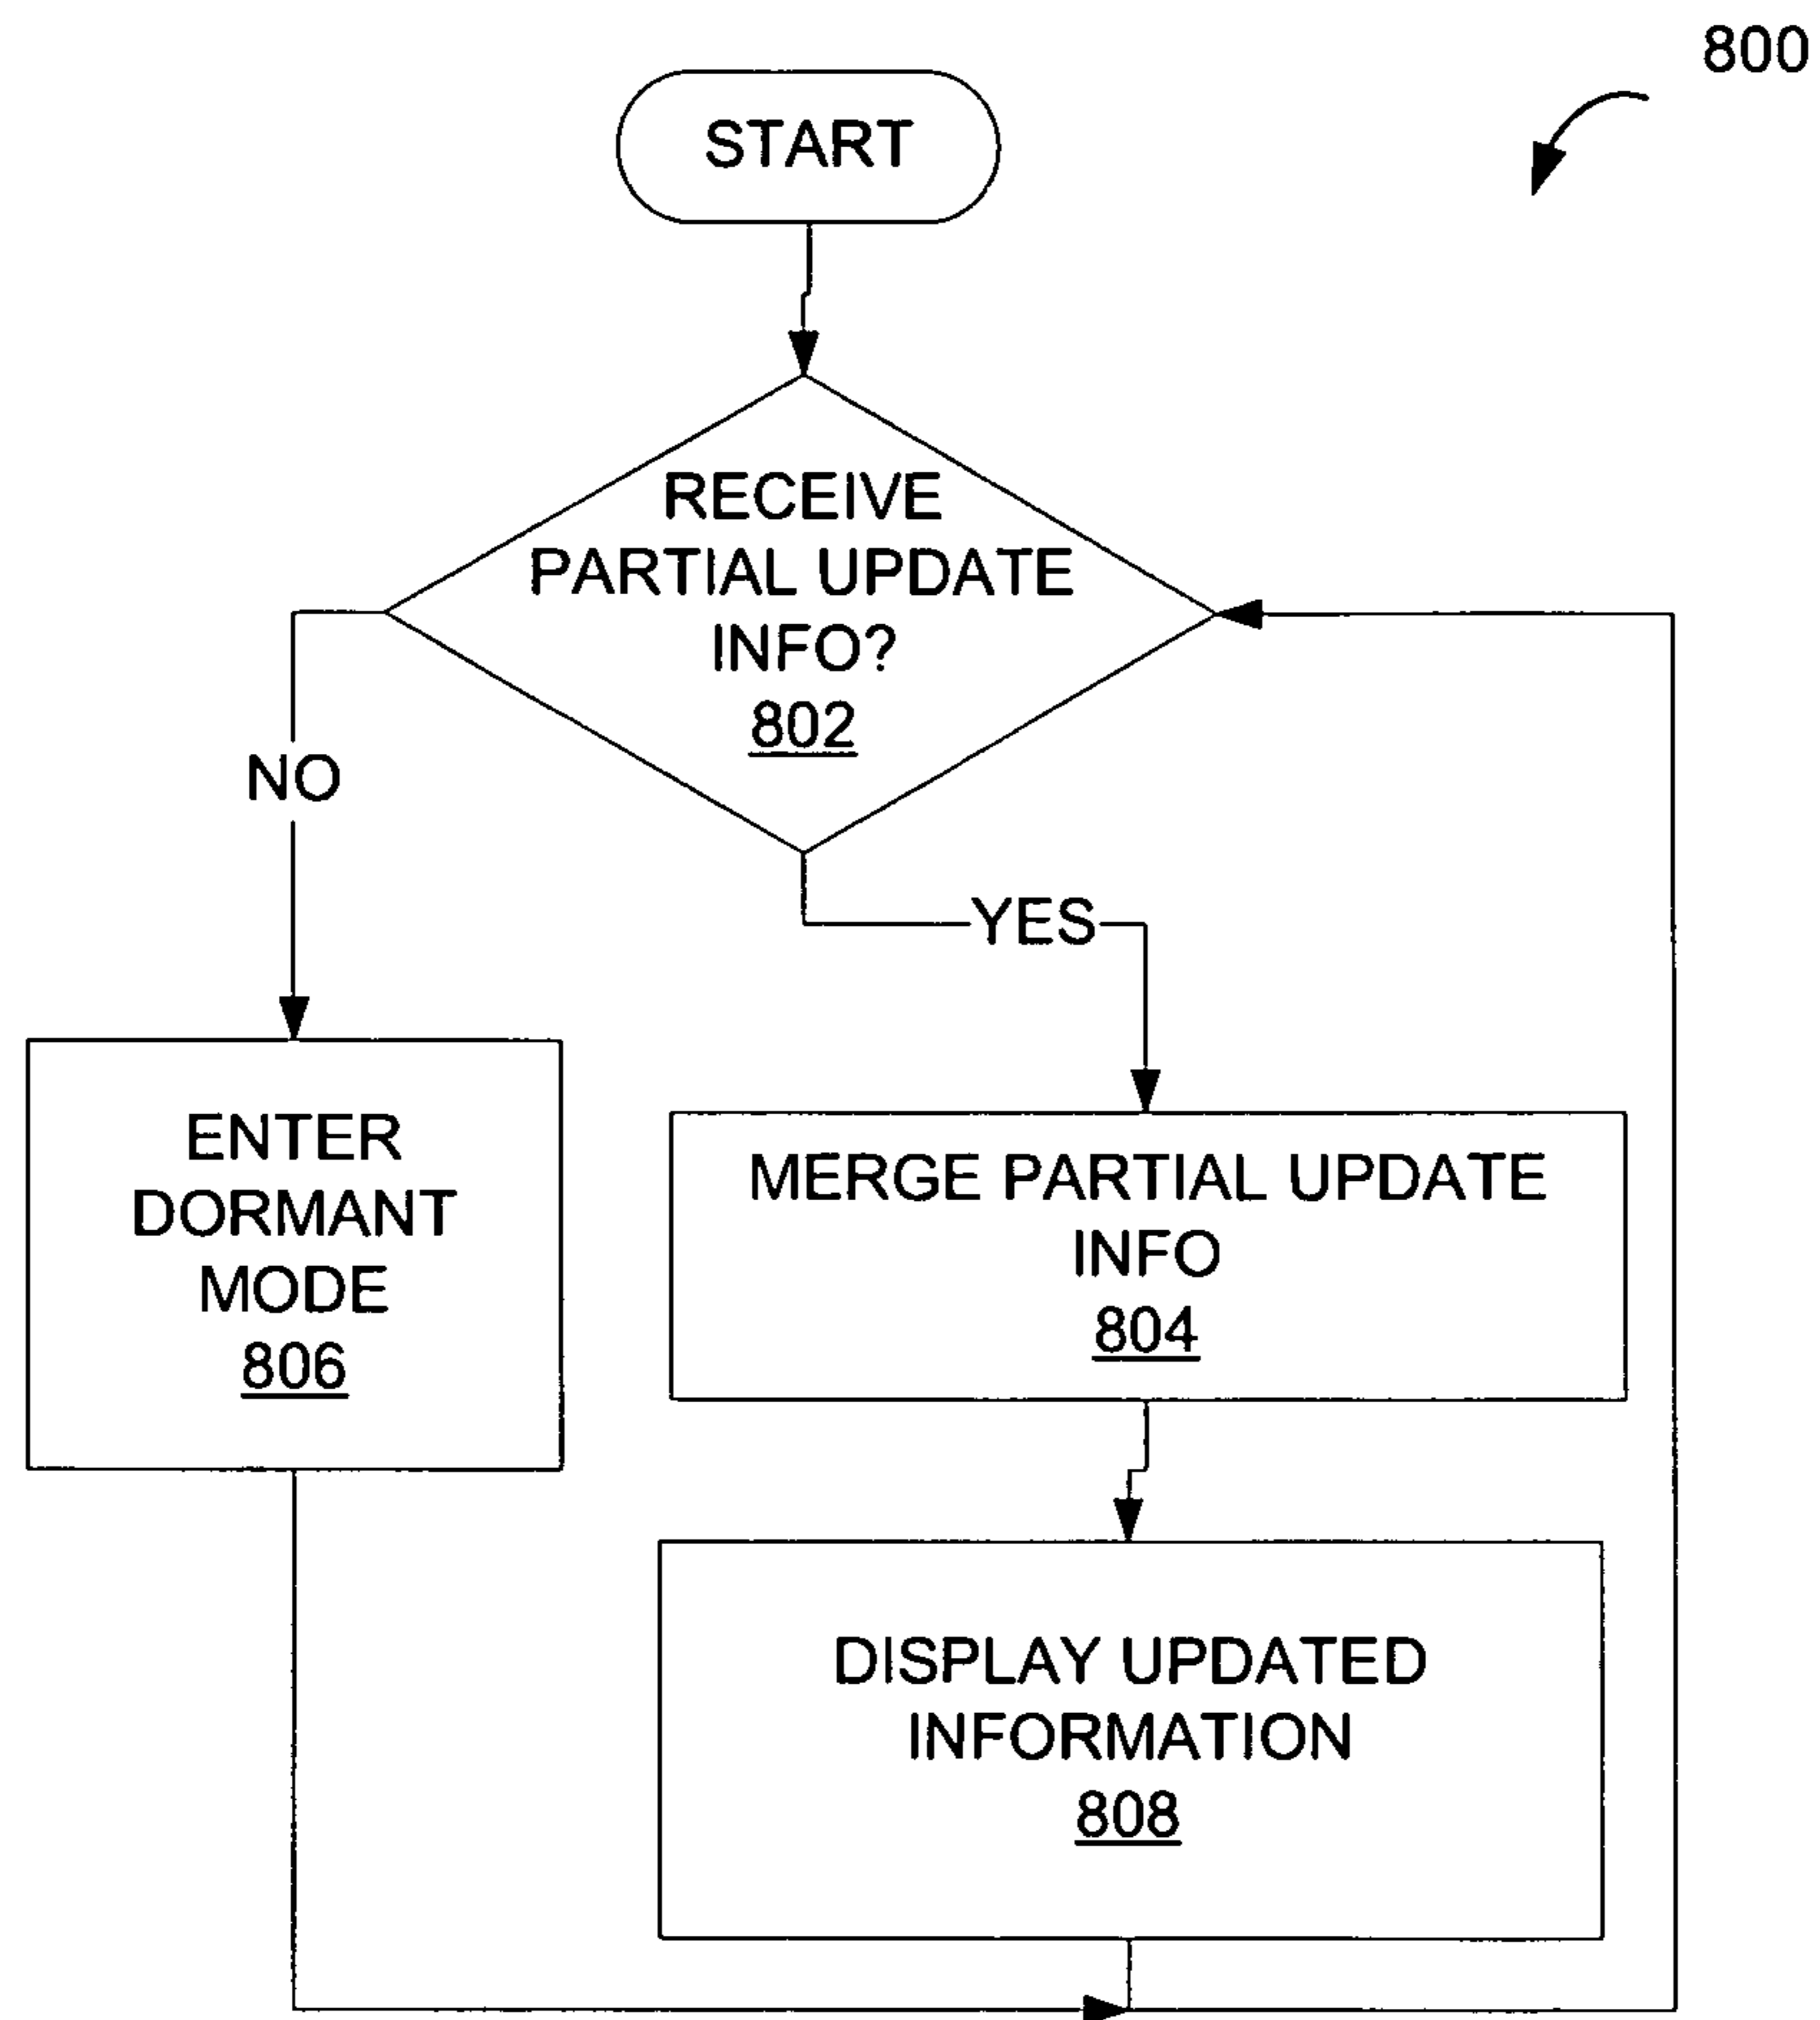 800
START
RECEIVE
PARTIAL UPDATE
INFO?
802
NO
YES
ENTER
DORMANT
MODE
806
MERGE PARTIAL UPDATE
INFO
804
DISPLAY UPDATED
INFORMATION
808